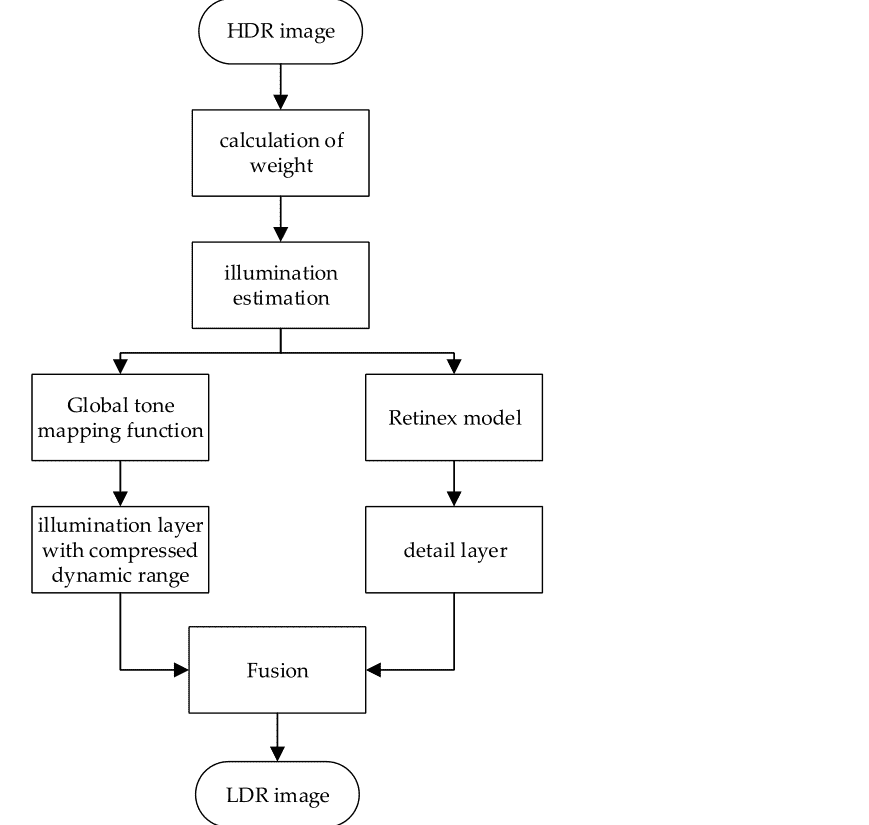 HDR image
calculation of
weight
illumination
estimation
Global tone
mapping function
Retinex model
illumination layer
with compressed
dynamic range
detail layer
Fusion
LDR image